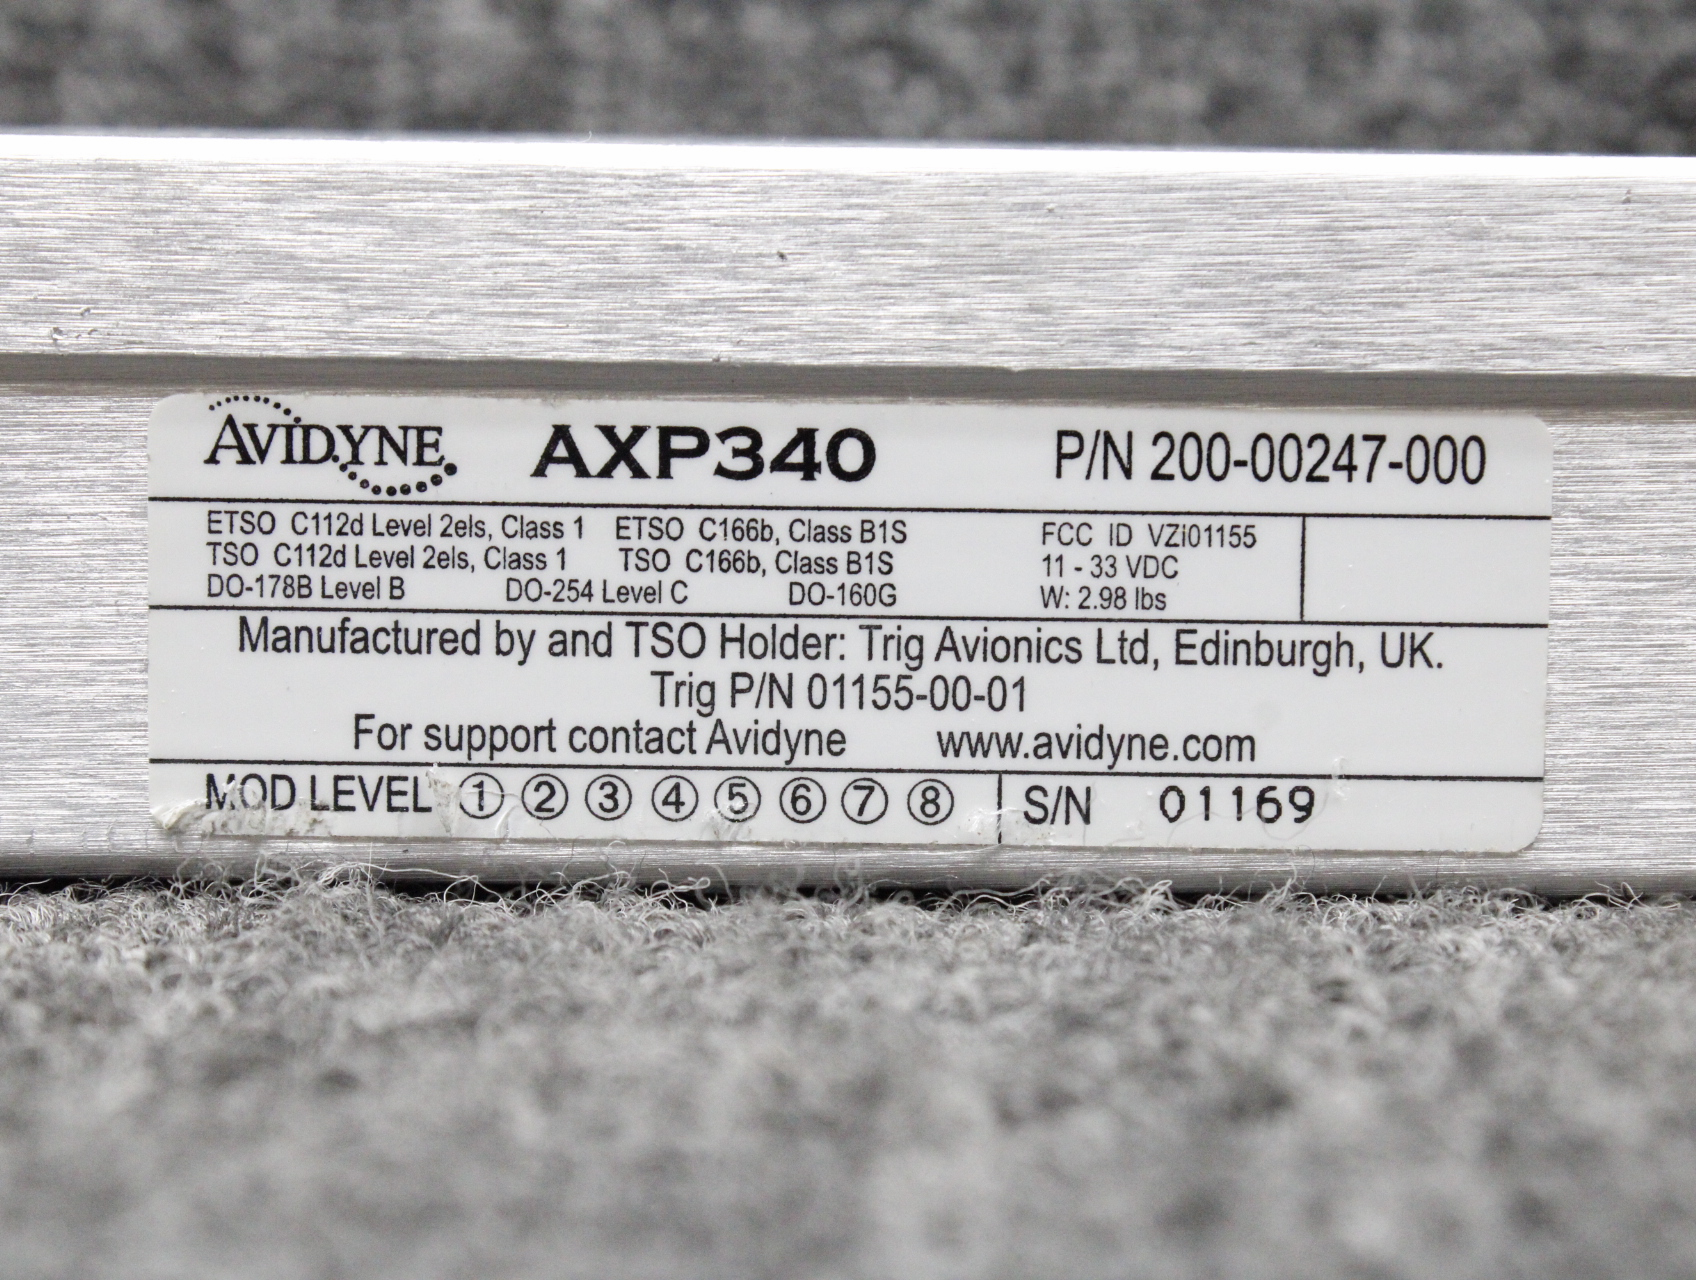 AVIDYNE AXP340 P/N 200-00247-000
ETSO C112d Level 2els, Class 1 ETSO C166b, Class B1S FCC ID VZi01155
TSO C112d Level 2els, Class 1 TSO C166b, Class B1S 11 - 33 VDC
DO-178B Level B DO-254 Level C DO-160G W: 2.98 lbs
Manufactured by and TSO Holder: Trig Avionics Ltd, Edinburgh, UK.
Trig P/N 01155-00-01
For support contact Avidyne www.avidyne.com
MOD LEVEL ① ② ③ ④ ⑤ ⑥ ⑦ ⑧ S/N 01169